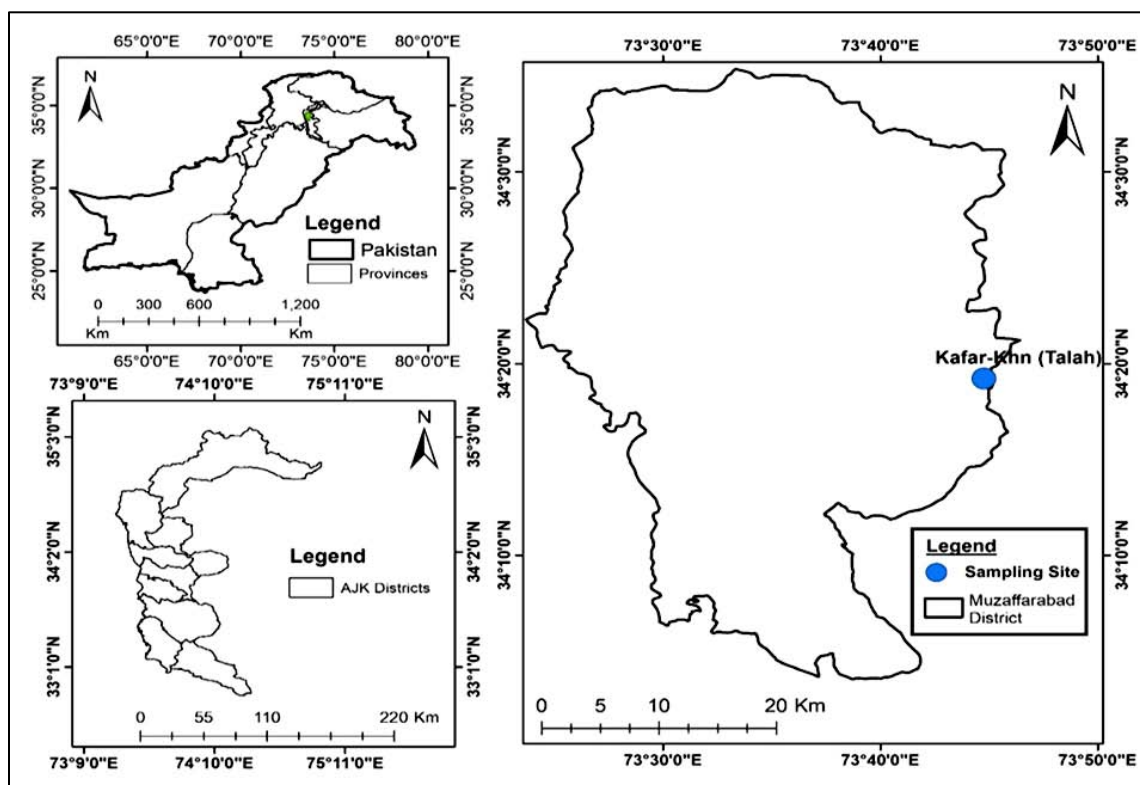 65°0'0"E 70°0'0"E 75°0'0"E 80°0'0"E
N
35°0'0"N
30°0'0"N
25°0'0"N
35°0'0"N
30°0'0"N
25°0'0"N
Legend
Pakistan
Provinces
0 300 600 1,200
Km Km
65°0'0"E 70°0'0"E 75°0'0"E 80°0'0"E
73°9'0"E 74°10'0"E 75°11'0"E
N
35°3'0"N
34°2'0"N
33°1'0"N
35°3'0"N
34°2'0"N
33°1'0"N
Legend
AJK Districts
0 55 110 220 Km
73°9'0"E 74°10'0"E 75°11'0"E
73°30'0"E 73°40'0"E 73°50'0"E
N
34°30'0"N
34°20'0"N
34°10'0"N
34°30'0"N
34°20'0"N
34°10'0"N
Kafar-Khn (Talah)
Legend
Sampling Site
Muzaffarabad
District
0 5 10 20 Km
73°30'0"E 73°40'0"E 73°50'0"E